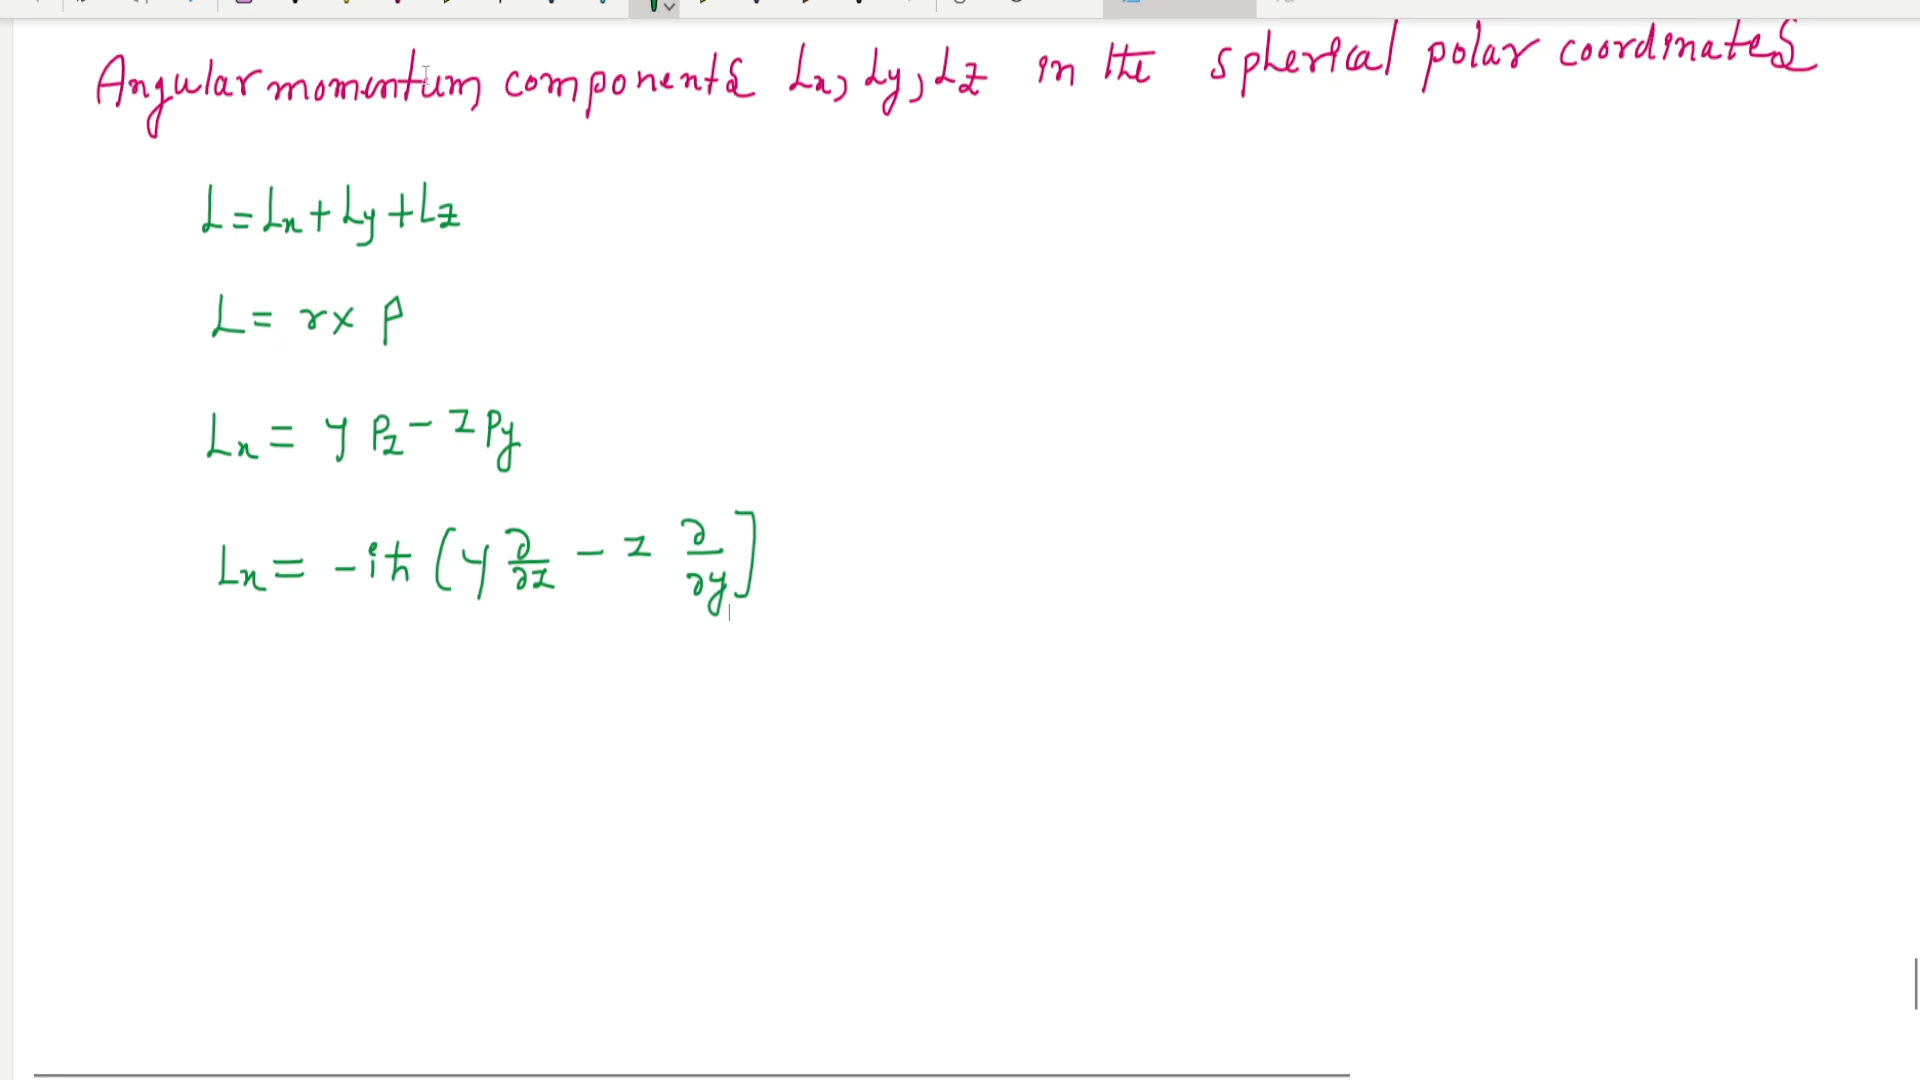 Angular momentum components Lx, Ly, Lz in the spherical polar coordinates
L = Lx + Ly + Lz
L = r × p
Lx = y Pz - z Py
Lx = -iħ (y ∂/∂z - z ∂/∂y]